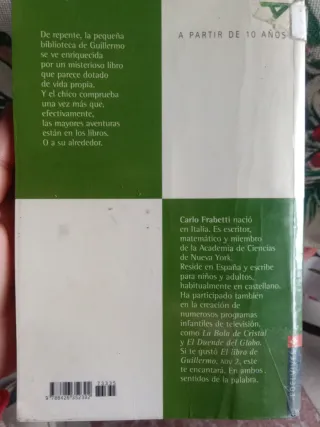 De repente, la pequeña
biblioteca de Guillermo
se ve enriquecida
por un misterioso libro
que parece dotado
de vida propia.
Y el chico comprueba
una vez más que,
efectivamente,
las mayores aventuras
están en los libros.
O a su alrededor.
A PARTIR DE 10 AÑOS
Carlo Frabetti nació
en Italia. Es escritor,
matemático y miembro
de la Academia de Ciencias
de Nueva York.
Reside en España y escribe
para niños y adultos,
habitualmente en castellano.
Ha participado también
en la creación de
numerosos programas
infantiles de televisión,
como La Bola de Cristal
y El Duende del Globo.
Si te gustó El libro de
Guillermo, soy 2, este
te encantará. En ambos
sentidos de la palabra.
EDELVIVES